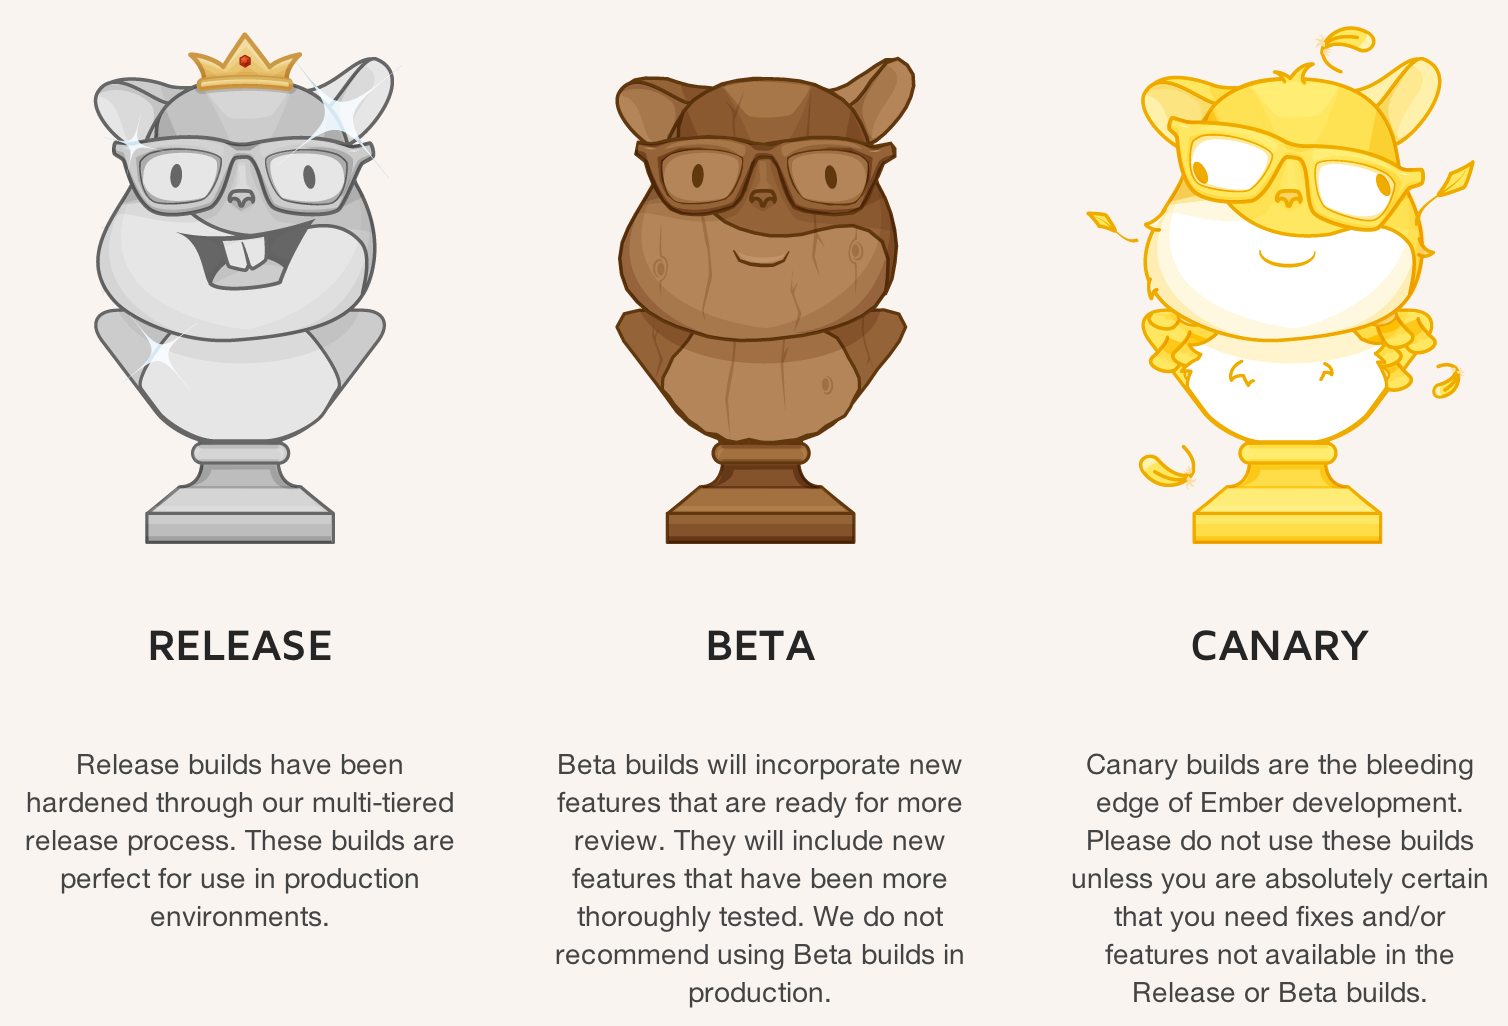 RELEASE
Release builds have been
hardened through our multi-tiered
release process. These builds are
perfect for use in production
environments.
BETA
Beta builds will incorporate new
features that are ready for more
review. They will include new
features that have been more
thoroughly tested. We do not
recommend using Beta builds in
production.
CANARY
Canary builds are the bleeding
edge of Ember development.
Please do not use these builds
unless you are absolutely certain
that you need fixes and/or
features not available in the
Release or Beta builds.